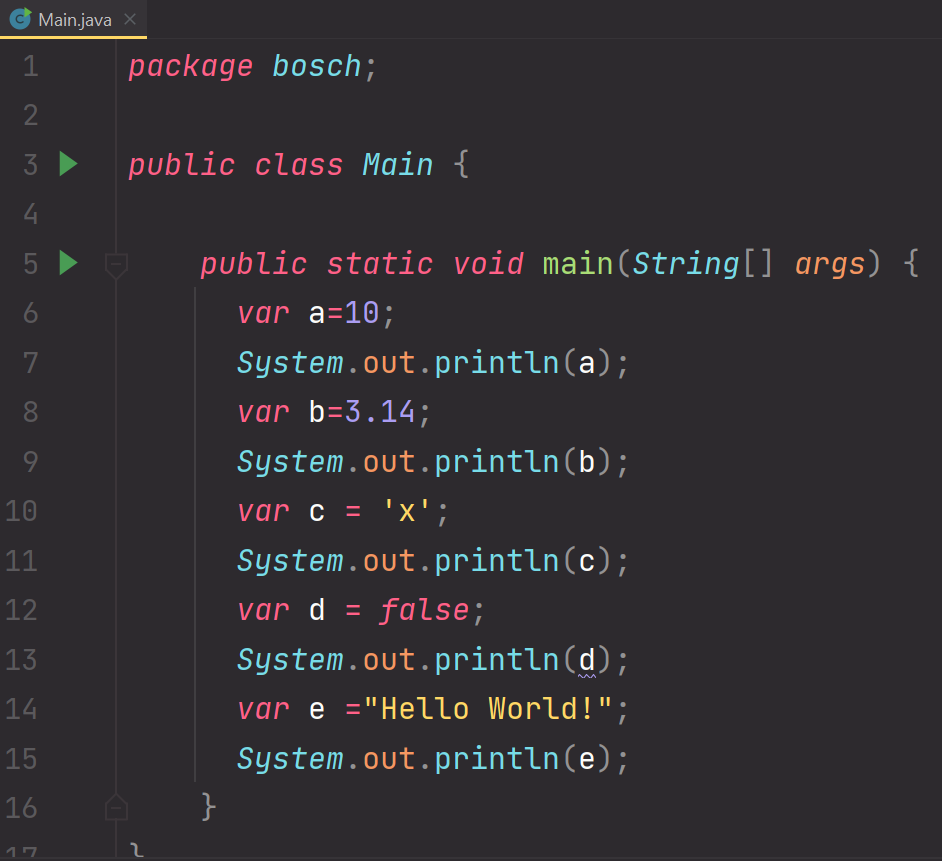 Main.java
1 package bosch;
2
3 public class Main {
4
5 public static void main(String[] args) {
6 var a=10;
7 System.out.println(a);
8 var b=3.14;
9 System.out.println(b);
10 var c = 'x';
11 System.out.println(c);
12 var d = false;
13 System.out.println(d);
14 var e ="Hello World!";
15 System.out.println(e);
16 }
17 }